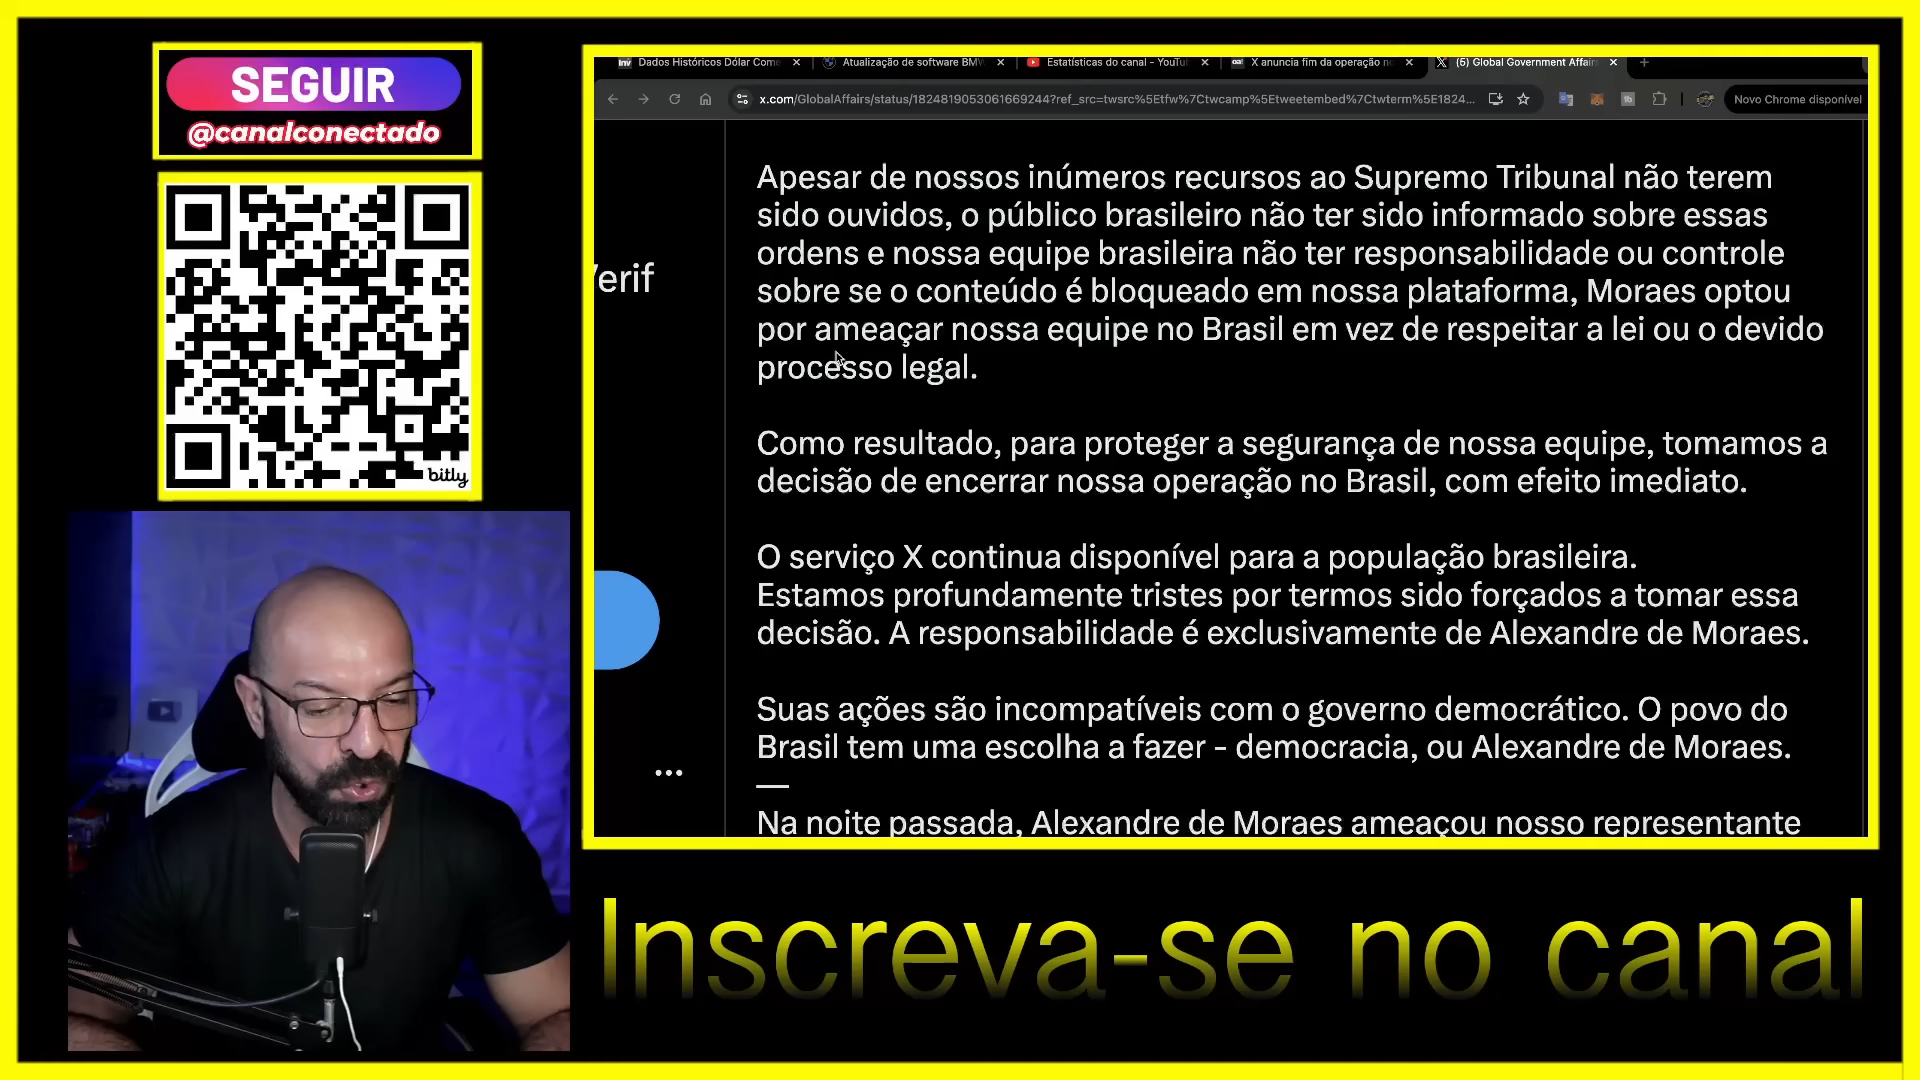 SEGUIR
@canalconectado
bitly
Dados Históricos Dólar Come
Atualização de software BMW
Estatísticas do canal - YouTu
X anuncia fim da operação n
(5) Global Government Affair
x.com/GlobalAffairs/status/1824819053061669244?ref_src=twsrc%5Etfw%7Ctwcamp%5Etweetembed%7Ctwterm%5E1824...
Novo Chrome disponível
Verif
Apesar de nossos inúmeros recursos ao Supremo Tribunal não terem
sido ouvidos, o público brasileiro não ter sido informado sobre essas
ordens e nossa equipe brasileira não ter responsabilidade ou controle
sobre se o conteúdo é bloqueado em nossa plataforma, Moraes optou
por ameaçar nossa equipe no Brasil em vez de respeitar a lei ou o devido
processo legal.
Como resultado, para proteger a segurança de nossa equipe, tomamos a
decisão de encerrar nossa operação no Brasil, com efeito imediato.
O serviço X continua disponível para a população brasileira.
Estamos profundamente tristes por termos sido forçados a tomar essa
decisão. A responsabilidade é exclusivamente de Alexandre de Moraes.
Suas ações são incompatíveis com o governo democrático. O povo do
Brasil tem uma escolha a fazer - democracia, ou Alexandre de Moraes.
—
Na noite passada, Alexandre de Moraes ameaçou nosso representante
Inscreva-se no canal